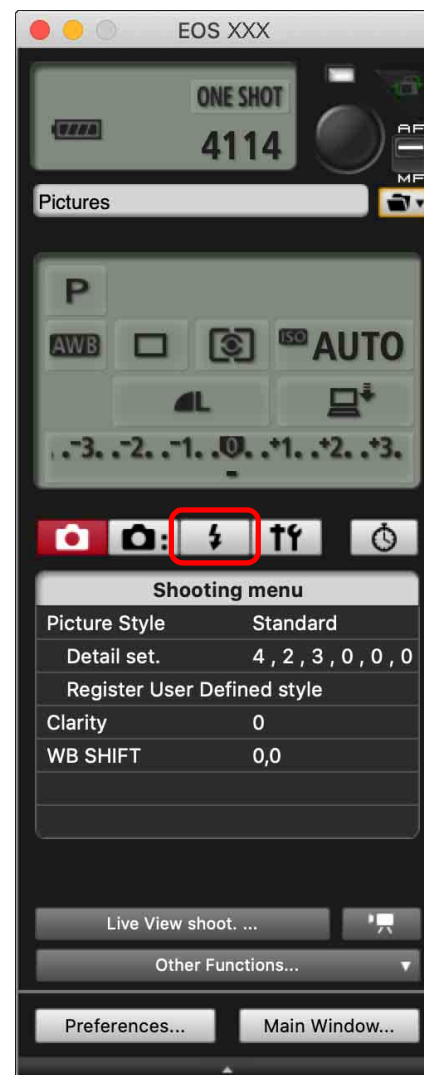 EOS XXX
ONE SHOT
4114
AF
MF
Pictures
P
AWB
ISO AUTO
L
.-3. .-2. .-1. .0. .+1. .+2. .+3.
Shooting menu
Picture Style Standard
Detail set. 4 , 2 , 3 , 0 , 0 , 0
Register User Defined style
Clarity 0
WB SHIFT 0,0
Live View shoot. ...
Other Functions...
Preferences... Main Window...